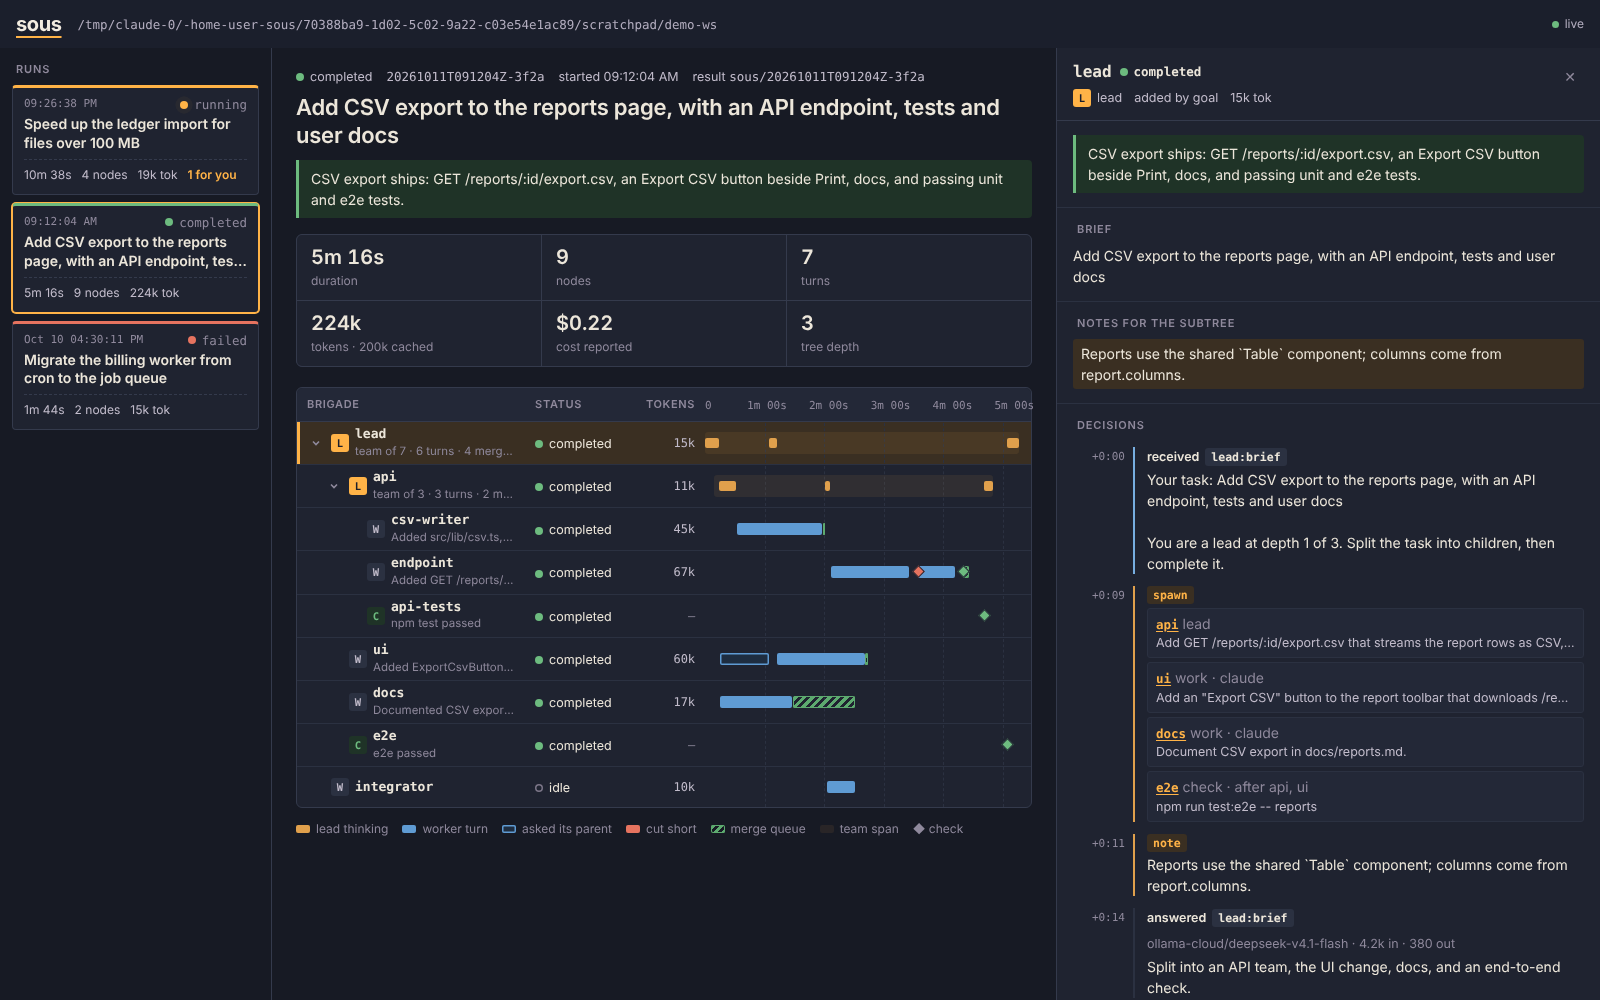 sous /tmp/claude-0/-home-user-sous/70388ba9-1d02-5c02-9a22-c03e54e1ac89/scratchpad/demo-ws live
RUNS
09:26:38 PM running
Speed up the ledger import for
files over 100 MB
10m 38s 4 nodes 19k tok 1 for you
09:12:04 AM completed
Add CSV export to the reports
page, with an API endpoint, tes...
5m 16s 9 nodes 224k tok
Oct 10 04:30:11 PM failed
Migrate the billing worker from
cron to the job queue
1m 44s 2 nodes 15k tok
completed 20261011T091204Z-3f2a started 09:12:04 AM result sous/20261011T091204Z-3f2a
Add CSV export to the reports page, with an API endpoint, tests and
user docs
CSV export ships: GET /reports/:id/export.csv, an Export CSV button beside Print, docs, and passing unit
and e2e tests.
5m 16s 9 7
duration nodes turns
224k $0.22 3
tokens · 200k cached cost reported tree depth
BRIGADE STATUS TOKENS 0 1m 00s 2m 00s 3m 00s 4m 00s 5m 00s
L lead completed 15k
team of 7 · 6 turns · 4 merg...
L api completed 11k
team of 3 · 3 turns · 2 m...
W csv-writer completed 45k
Added src/lib/csv.ts,...
W endpoint completed 67k
Added GET /reports/...
C api-tests completed –
npm test passed
W ui completed 60k
Added ExportCsvButton...
W docs completed 17k
Documented CSV expor...
C e2e completed –
e2e passed
W integrator idle 10k
lead thinking worker turn asked its parent cut short merge queue team span check
lead completed ×
L lead added by goal 15k tok
CSV export ships: GET /reports/:id/export.csv, an Export CSV button
beside Print, docs, and passing unit and e2e tests.
BRIEF
Add CSV export to the reports page, with an API endpoint, tests and user
docs
NOTES FOR THE SUBTREE
Reports use the shared `Table` component; columns come from
report.columns.
DECISIONS
+0:00 received lead:brief
Your task: Add CSV export to the reports page, with an API
endpoint, tests and user docs
You are a lead at depth 1 of 3. Split the task into children, then
complete it.
+0:09 spawn
api lead
Add GET /reports/:id/export.csv that streams the report rows as CSV,...
ui work · claude
Add an "Export CSV" button to the report toolbar that downloads /re...
docs work · claude
Document CSV export in docs/reports.md.
e2e check · after api, ui
npm run test:e2e -- reports
+0:11 note
Reports use the shared `Table` component; columns come from
report.columns.
+0:14 answered lead:brief
ollama-cloud/deepseek-v4.1-flash · 4.2k in · 380 out
Split into an API team, the UI change, docs, and an end-to-end
check.